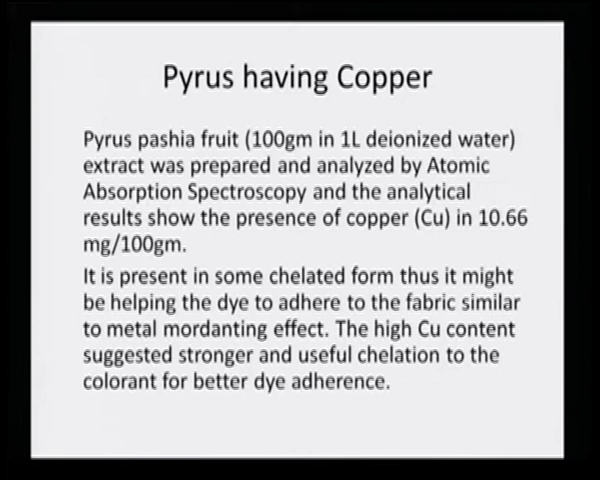 Pyrus having Copper
Pyrus pashia fruit (100gm in 1L deionized water)
extract was prepared and analyzed by Atomic
Absorption Spectroscopy and the analytical
results show the presence of copper (Cu) in 10.66
mg/100gm.
It is present in some chelated form thus it might
be helping the dye to adhere to the fabric similar
to metal mordanting effect. The high Cu content
suggested stronger and useful chelation to the
colorant for better dye adherence.